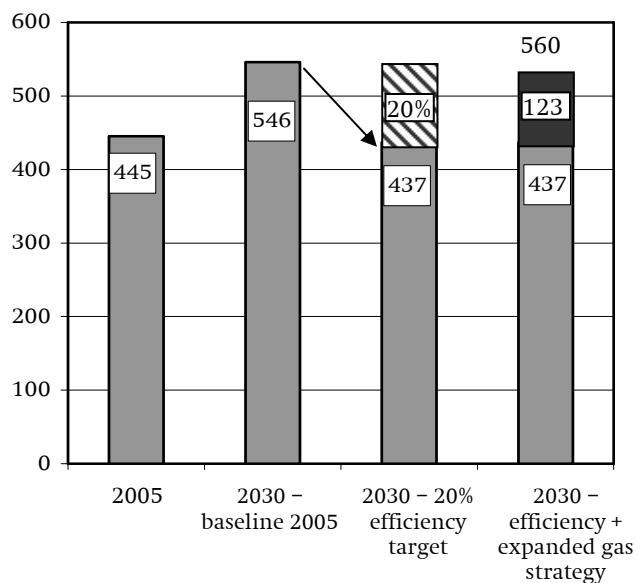 600
500
400
300
200
100
0
445
546
20%
437
560
123
437
2005
2030 –
baseline 2005
2030 – 20%
efficiency
target
2030 –
efficiency +
expanded gas
strategy